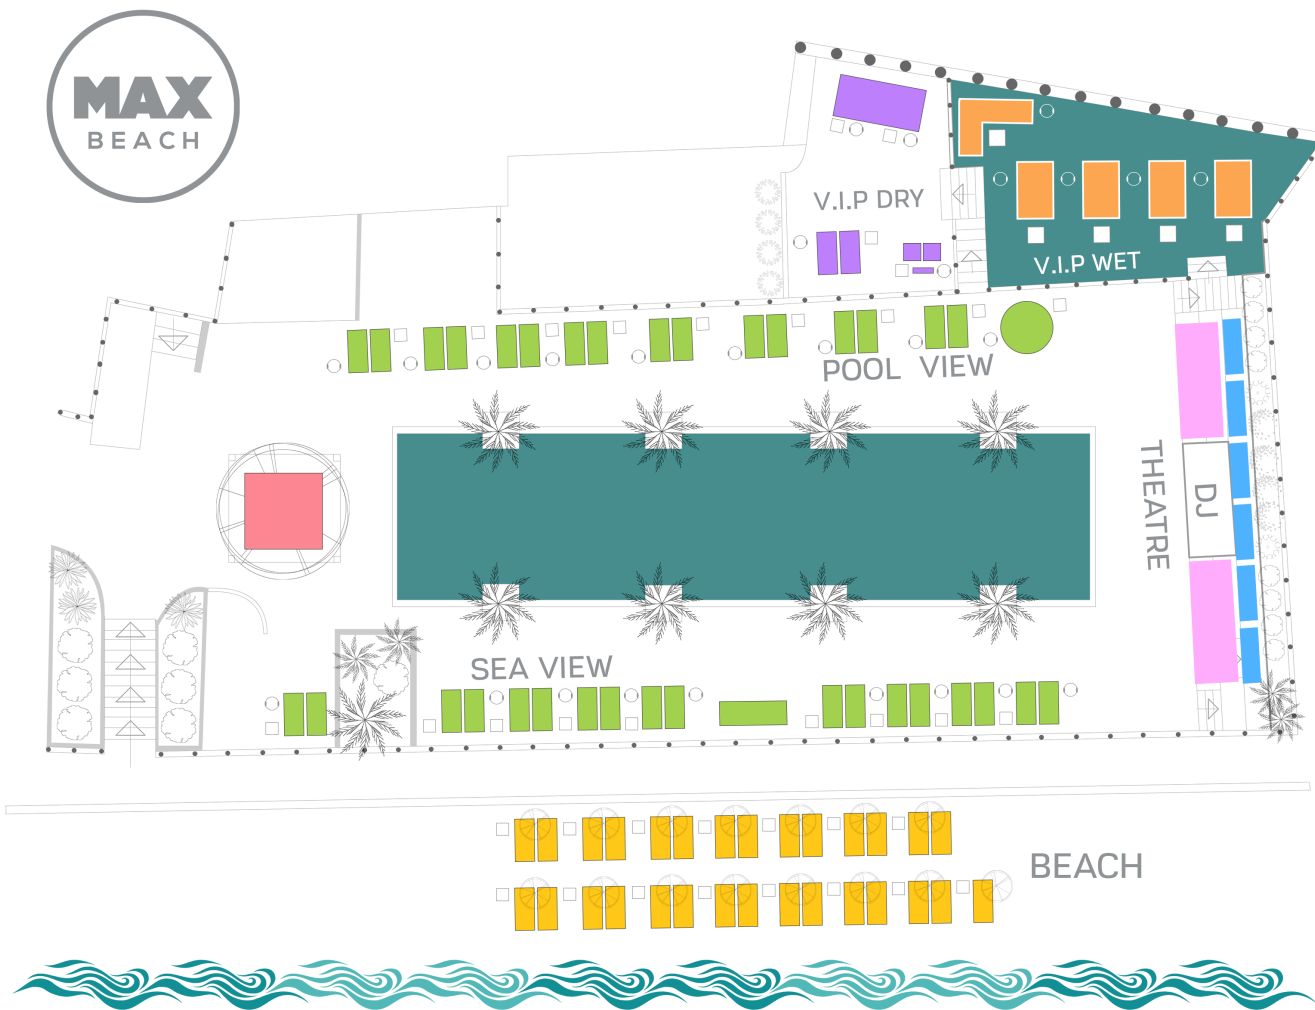 MAX
BEACH
V.I.P DRY
V.I.P WET
POOL VIEW
THEATRE
DJ
SEA VIEW
BEACH